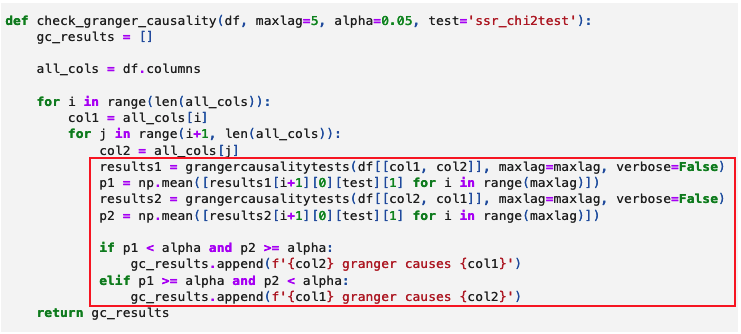 def check_granger_causality(df, maxlag=5, alpha=0.05, test='ssr_chi2test'):
    gc_results = []

    all_cols = df.columns

    for i in range(len(all_cols)):
        col1 = all_cols[i]
        for j in range(i+1, len(all_cols)):
            col2 = all_cols[j]
            results1 = grangercausalitytests(df[[col1, col2]], maxlag=maxlag, verbose=False)
            p1 = np.mean([results1[i+1][0][test][1] for i in range(maxlag)])
            results2 = grangercausalitytests(df[[col2, col1]], maxlag=maxlag, verbose=False)
            p2 = np.mean([results2[i+1][0][test][1] for i in range(maxlag)])

            if p1 < alpha and p2 >= alpha:
                gc_results.append(f'{col2} granger causes {col1}')
            elif p1 >= alpha and p2 < alpha:
                gc_results.append(f'{col1} granger causes {col2}')
    return gc_results